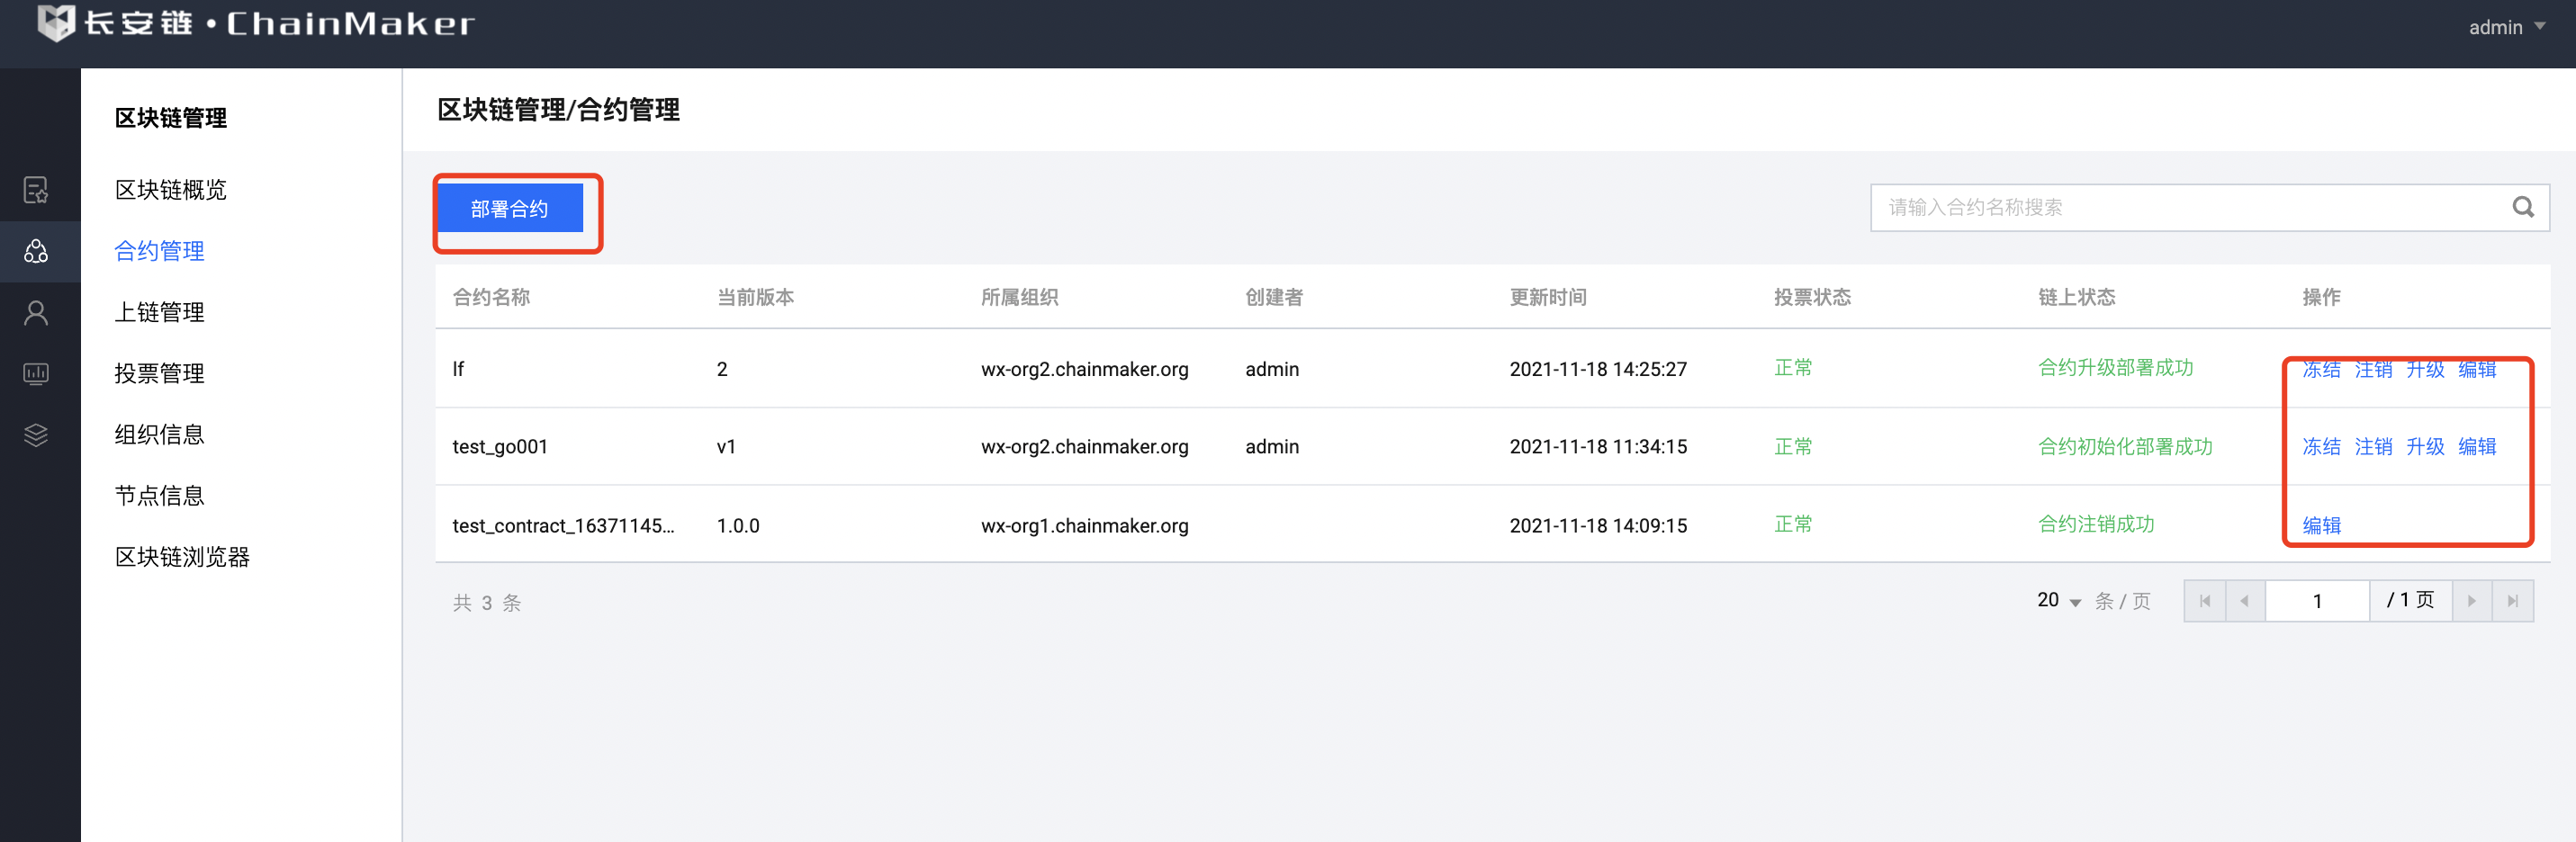 长安链·ChainMaker
admin
区块链管理
区块链概览
合约管理
上链管理
投票管理
组织信息
节点信息
区块链浏览器
区块链管理/合约管理
部署合约
请输入合约名称搜索
合约名称 当前版本 所属组织 创建者 更新时间 投票状态 链上状态 操作
lf 2 wx-org2.chainmaker.org admin 2021-11-18 14:25:27 正常 合约升级部署成功 冻结 注销 升级 编辑
test_go001 v1 wx-org2.chainmaker.org admin 2021-11-18 11:34:15 正常 合约初始化部署成功 冻结 注销 升级 编辑
test_contract_16371145... 1.0.0 wx-org1.chainmaker.org 2021-11-18 14:09:15 正常 合约注销成功 编辑
共 3 条 20 条 / 页 1 / 1 页